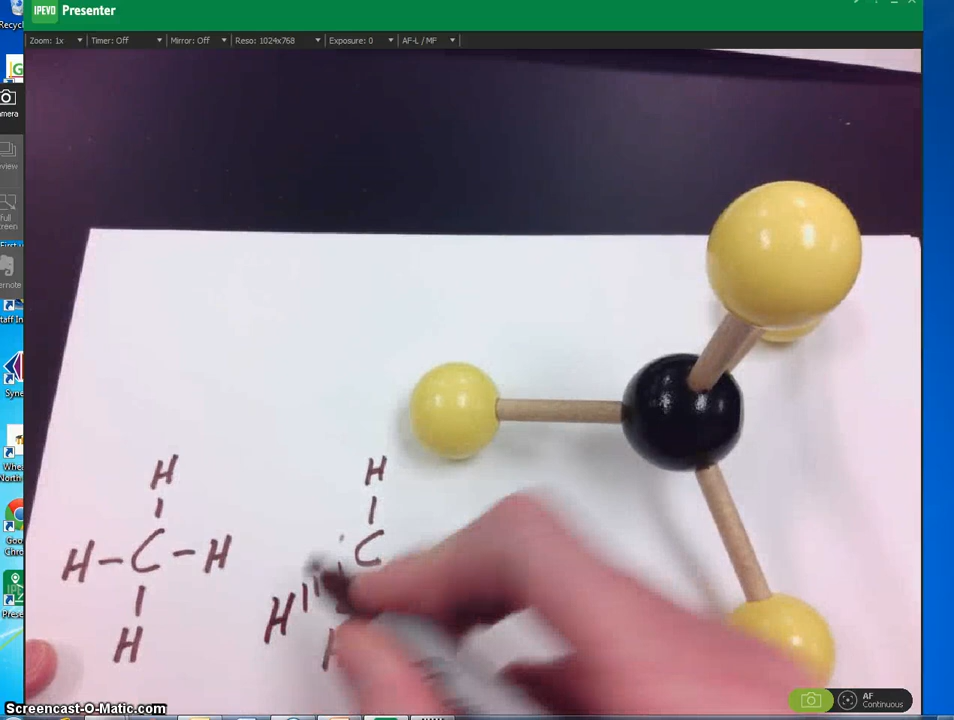 IPEVO Presenter
Zoom: 1x Timer: Off Mirror: Off Reso: 1024x768 Exposure: 0 AF-L / MF
H
H-C-H
H
H
C
H
H
AF
Continuous
Screencast-O-Matic.com